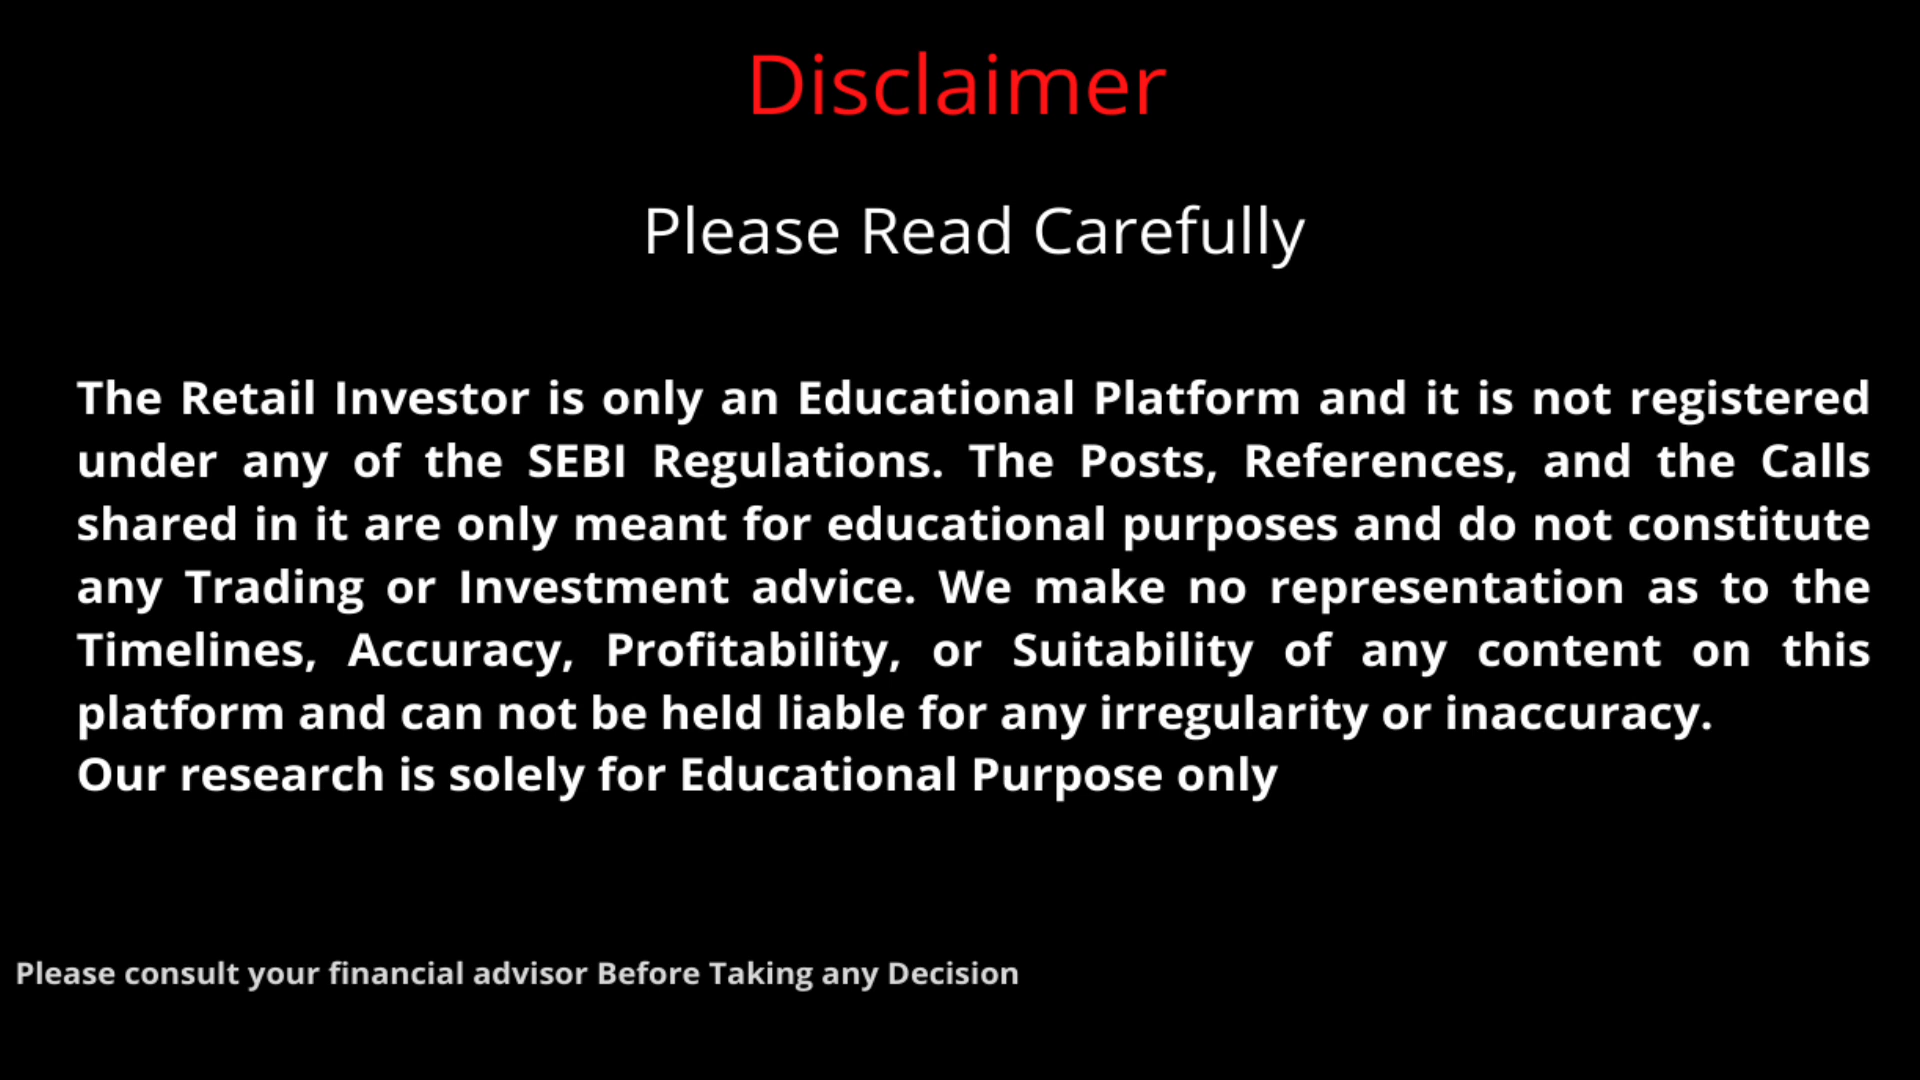 Disclaimer
Please Read Carefully
The Retail Investor is only an Educational Platform and it is not registered
under any of the SEBI Regulations. The Posts, References, and the Calls
shared in it are only meant for educational purposes and do not constitute
any Trading or Investment advice. We make no representation as to the
Timelines, Accuracy, Profitability, or Suitability of any content on this
platform and can not be held liable for any irregularity or inaccuracy.
Our research is solely for Educational Purpose only
Please consult your financial advisor Before Taking any Decision